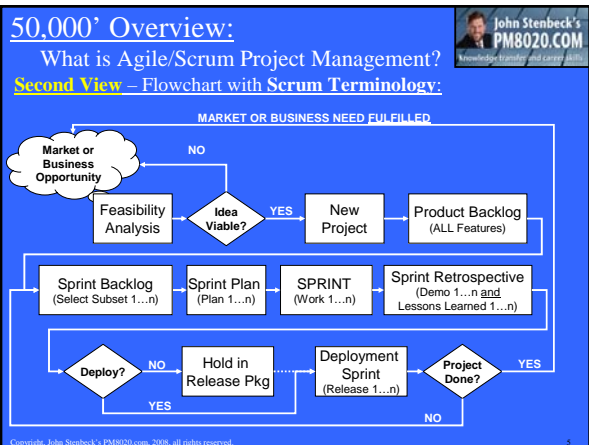 50,000’ Overview:
What is Agile/Scrum Project Management?
Second View – Flowchart with Scrum Terminology:
John Stenbeck's
PM8020.COM
Knowledge transfer and career skills
MARKET OR BUSINESS NEED FULFILLED
Market or
Business
Opportunity
NO
Feasibility
Analysis
Idea
Viable?
YES
New
Project
Product Backlog
(ALL Features)
Sprint Backlog
(Select Subset 1…n)
Sprint Plan
(Plan 1…n)
SPRINT
(Work 1…n)
Sprint Retrospective
(Demo 1…n and
Lessons Learned 1…n)
Deploy?
NO
Hold in
Release Pkg
Deployment
Sprint
(Release 1…n)
Project
Done?
YES
YES
NO
Copyright, John Stenbeck's PM8020.com, 2008, all rights reserved.
5